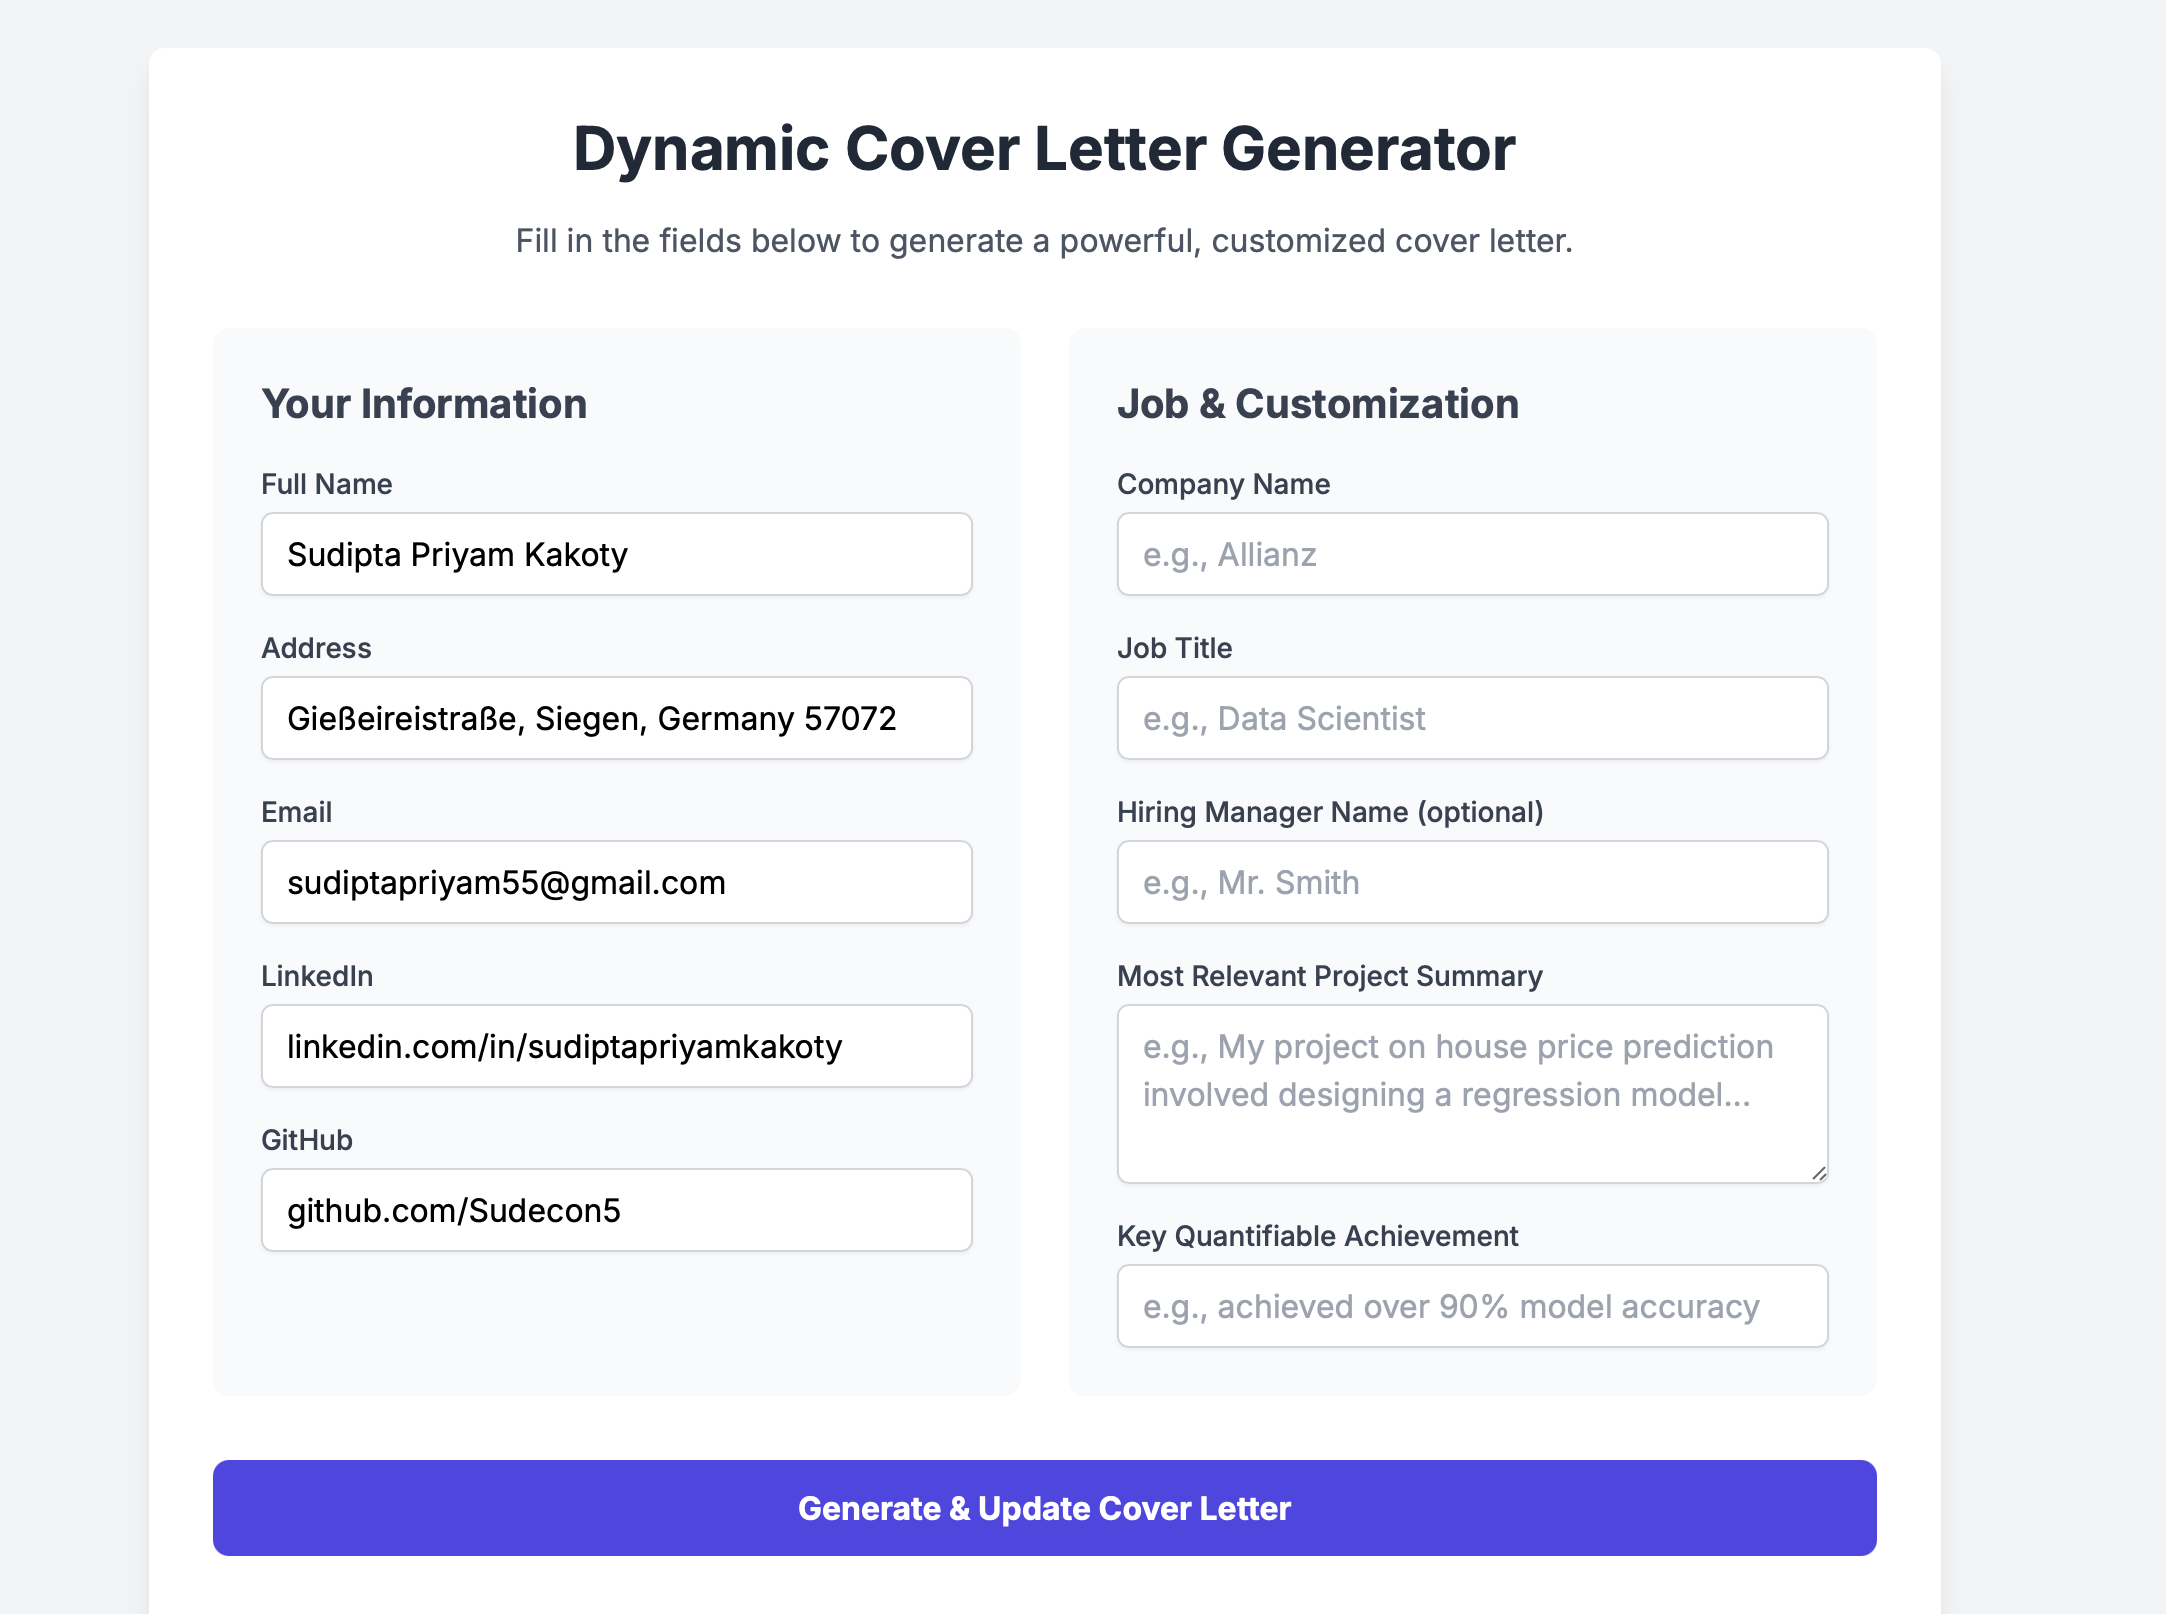 Dynamic Cover Letter Generator
Fill in the fields below to generate a powerful, customized cover letter.
Your Information
Full Name
Sudipta Priyam Kakoty
Address
Gießeireistraße, Siegen, Germany 57072
Email
sudiptapriyam55@gmail.com
LinkedIn
linkedin.com/in/sudiptapriyamkakoty
GitHub
github.com/Sudecon5
Job & Customization
Company Name
e.g., Allianz
Job Title
e.g., Data Scientist
Hiring Manager Name (optional)
e.g., Mr. Smith
Most Relevant Project Summary
e.g., My project on house price prediction
involved designing a regression model...
Key Quantifiable Achievement
e.g., achieved over 90% model accuracy
Generate & Update Cover Letter